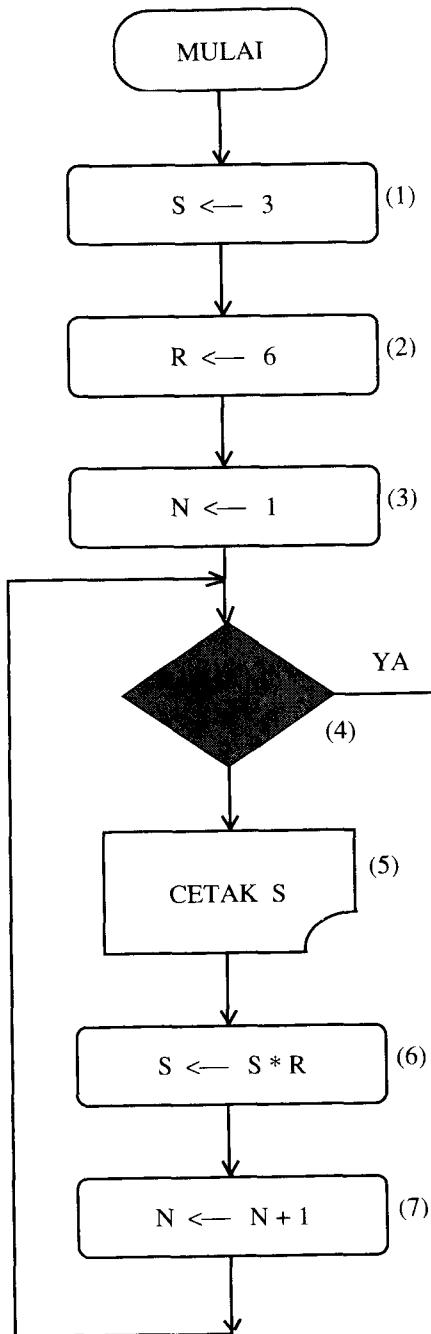 MULAI
S <— 3 (1)
R <— 6 (2)
N <— 1 (3)
YA
(4)
CETAK S (5)
S <— S * R (6)
N <— N + 1 (7)